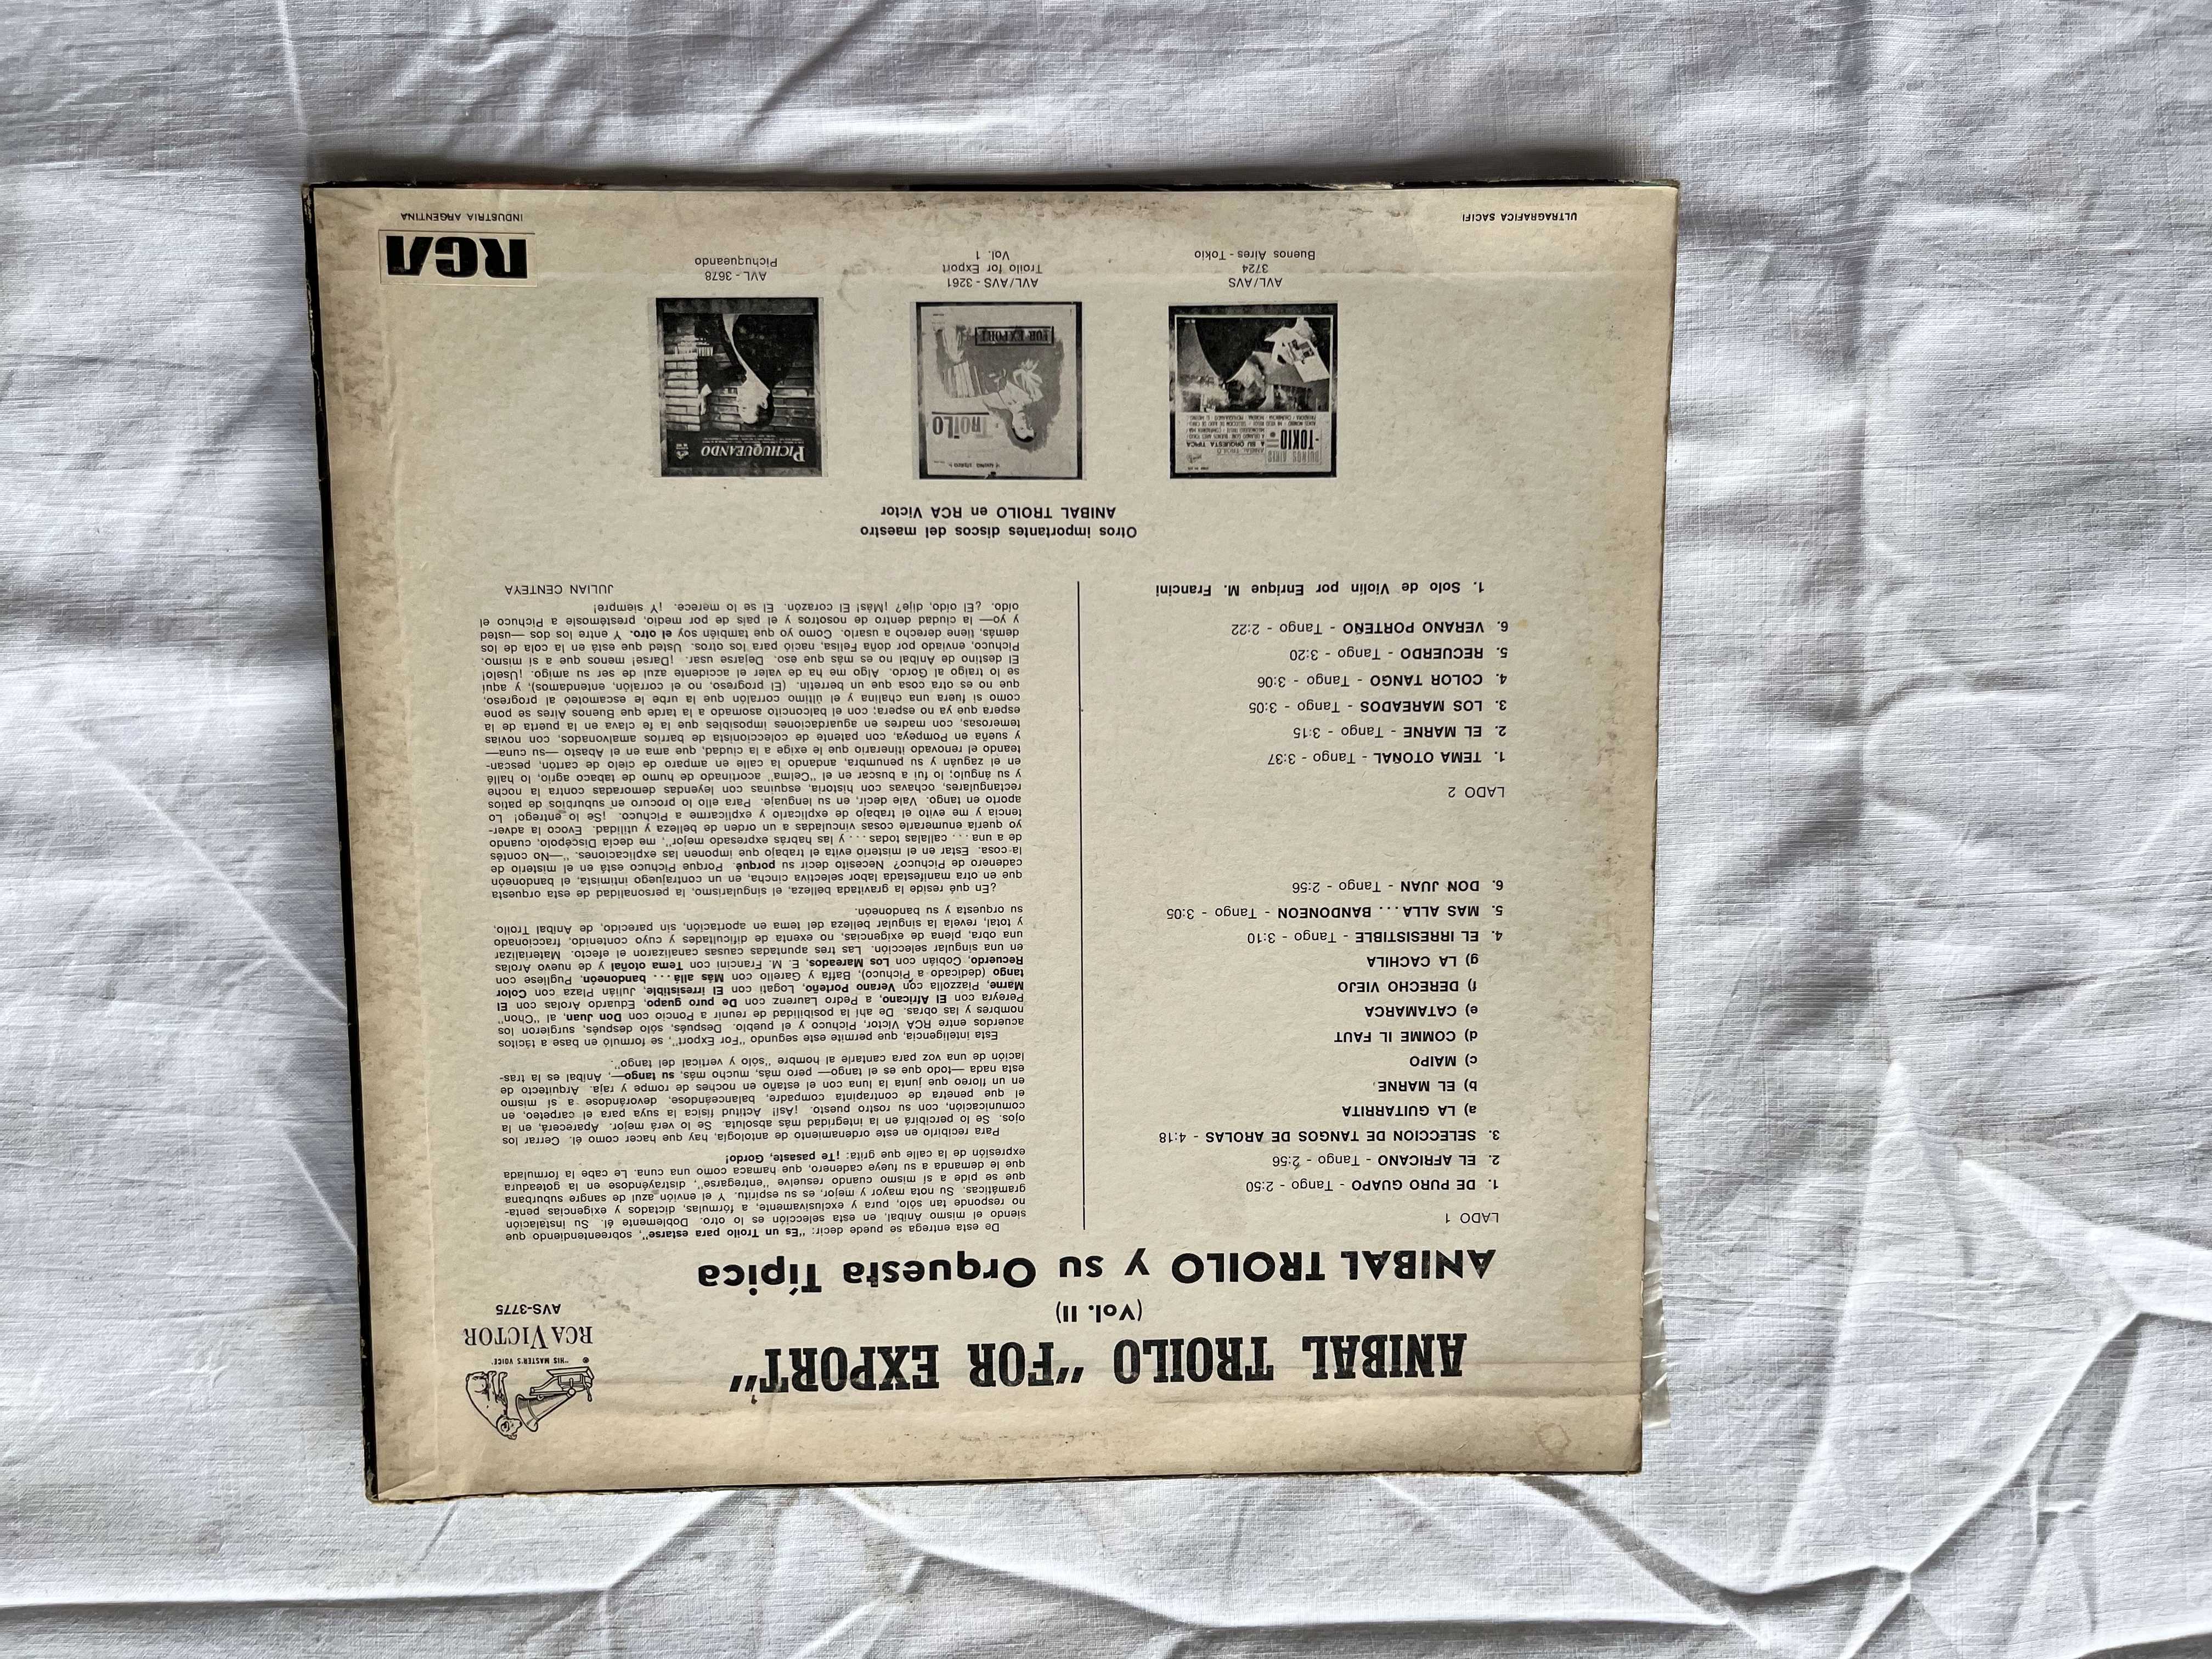 ANIBAL TROILO "FOR EXPORT"
(Vol. II)
ANIBAL TROILO y su Orquesta Típica
"HIS MASTER'S VOICE"
®
RCA VICTOR
AVS-3775
LADO 1
1. DE PURO GUAPO - Tango - 2:50
2. EL AFRICANO - Tango - 2:56
3. SELECCION DE TANGOS DE AROLAS - 4:18
a) LA GUITARRITA
b) EL MARNE
c) MAIPO
d) COMME IL FAUT
e) CATAMARCA
f) DERECHO VIEJO
g) LA CACHILA
4. EL IRRESISTIBLE - Tango - 3:10
5. MAS ALLA... BANDONEON - Tango - 3:05
6. DON JUAN - Tango - 2:56
LADO 2
1. TEMA OTOÑAL - Tango - 3:37
2. EL MARNE - Tango - 3:15
3. LOS MAREADOS - Tango - 3:05
4. COLOR TANGO - Tango - 3:06
5. RECUERDO - Tango - 3:20
6. VERANO PORTEÑO - Tango - 2:22
1. Solo de Violín por Enrique M. Francini
De esta entrega se puede decir: "Es un Troilo para estarse", sobreentendiendo que
siendo el mismo Aníbal, en esta selección es lo otro. Doblemente él. Su instalación
no responde tan sólo, pura y exclusivamente, a fórmulas, dictados y exigencias penta-
gramáticas. Su nota mayor y mejor, es su espíritu. Y el envión azul de sangre suburbana
que se pide a sí mismo cuando resuelve "entregarse", distrayéndose en la goteadura
que le demanda a su fueye cadenero, que hamaca como una cuna. Le cabe la formulada
expresión de la calle que grita: ¡Te pasaste, Gordo!
Para recibirlo en este ordenamiento de antología, hay que hacer como él. Cerrar los
ojos. Se lo percibirá en la integridad más absoluta. Se lo verá mejor. Aparecerá, en la
comunicación, con su rostro puesto. ¡Así! Actitud física la suya para el carpeteo, en
el que penetra de contrapinta compadre, balanceándose, devorándose a sí mismo
en un floreo que junta la luna con el estaño en noches de rompe y raja. Arquitecto de
esta nada —todo que es el tango— pero más, mucho más, su tango—, Aníbal es la tras-
lación de una voz para cantarle al hombre "sólo y vertical del tango".
Esta inteligencia, que permite este segundo "For Export", se formuló en base a tácitos
acuerdos entre RCA Victor, Pichuco y el pueblo. Después, sólo después, surgieron los
nombres y las obras. De ahí la posibilidad de reunir a Poncio con Don Juan, al "Chon"
Pereyra con El Africano, a Pedro Laurenz con De puro guapo, Eduardo Arolas con El
Marne, Piazzolla con Verano Porteño, Logati con El irresistible, Julián Plaza con Color
tango (dedicado a Pichuco), Baffa y Garello con Más allá... bandoneón, Pugliese con
Recuerdo, Cobián con Los Mareados, E. M. Francini con Tema otoñal y de nuevo Arolas
en una singular selección. Las tres apuntadas causas canalizaron el efecto. Materializar
una obra, plena de exigencias, no exenta de dificultades y cuyo contenido, fraccionado
y total, revela la singular belleza del tema en aportación, sin parecido, de Aníbal Troilo,
su orquesta y su bandoneón.
¿En qué reside la gravitada belleza, el singularismo, la personalidad de esta orquesta
que en otra manifestada labor selectiva cincha, en un contrajuego intimista, el bandoneón
cadenero de Pichuco? Necesito decir su porqué. Porque Pichuco está en el misterio de
la cosa. Estar en el misterio evita el trabajo que imponen las explicaciones. "—No contés
de a una... callalas todas... y las habrás expresado mejor", me decía Discépolo, cuando
yo quería enumerarle cosas vinculadas a un orden de belleza y utilidad. Evoco la adver-
tencia y me evito el trabajo de explicarlo y explicarme a Pichuco. ¡Se lo entrego! Lo
aporto en tango. Vale decir, en su lenguaje. Para ello lo procuro en suburbios de patios
rectangulares, ochavas con historia, esquinas con leyendas demoradas contra la noche
y su ángulo; lo fui a buscar en el "Celma" acortinado de humo de tabaco agrio, lo hallé
en el zaguán y su penumbra, andando la calle en amparo de cielo de cartón, pescan-
teando el renovado itinerario que le exige a la ciudad, que ama en el Abasto —su cuna—
y sueña en Pompeya, con patente de coleccionista de barrios amalvonados, con novias
temerosas, con madres en aguardaciones imposibles que la fe clava en la puerta de la
espera que ya no espera; con el balconcito asomado a la tarde que Buenos Aires se pone
como si fuera una chalina y el último corralón que la urbe le escamoteó al progreso,
que no es otra cosa que un berretín. (El progreso, no el corralón, entendamos), y aquí
se lo traigo al Gordo. Algo me ha de valer el accidente azul de ser su amigo. ¡Uselo!
El destino de Aníbal no es más que eso. Dejarse usar. ¡Darse! menos que a sí mismo.
Pichuco, enviado por doña Felisa, nació para los otros. Usted que está en la cola de los
demás, tiene derecho a usarlo. Como yo que también soy el otro. Y entre los dos —usted
y yo— la ciudad dentro de nosotros y el país de por medio, prestémosle a Pichuco el
oído. ¿El oído, dije? ¡Más! El corazón. El se lo merece. ¡Y siempre!
JULIAN CENTEYA
Otros importantes discos del maestro
ANIBAL TROILO en RCA Victor
BUENOS AIRES
TOKIO
ANIBAL TROILO
A SU ORQUESTA TIPICA
TROILO
FOR EXPORT
PICHUQUEANDO
AVL/AVS
3724
Buenos Aires - Tokio
AVL/AVS - 3261
Troilo for Export
Vol. 1
AVL - 3678
Pichuqueando
RCA
ULTRAGRAFICA SACIFI
INDUSTRIA ARGENTINA